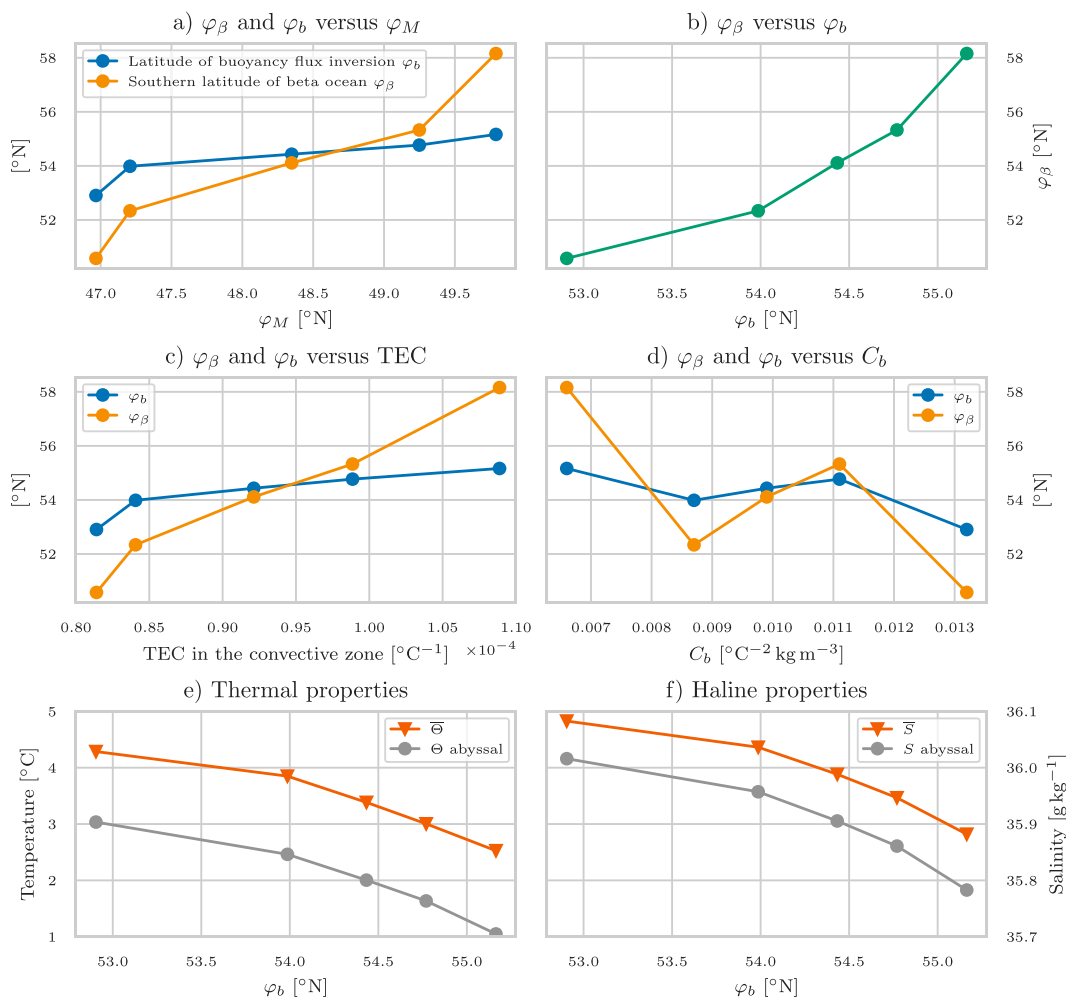 a) φβ and φb versus φM
58
56
54
52
[°N]
Latitude of buoyancy flux inversion φb
Southern latitude of beta ocean φβ
47.0 47.5 48.0 48.5 49.0 49.5
φM [°N]
b) φβ versus φb
58
56
54
52
φβ [°N]
53.0 54.0 54.5 55.0
φb [°N]
c) φβ and φb versus TEC
58
56
54
52
[°N]
φb
φβ
0.80 0.85 0.90 0.95 1.00 1.05 1.10
TEC in the convective zone [°C⁻¹] ×10⁻⁴
d) φβ and φb versus Cb
58
56
54
52
[°N]
φb
φβ
0.007 0.008 0.009 0.010 0.011 0.012 0.013
Cb [°C⁻² kg m⁻³]
e) Thermal properties
5
4
3
2
1
Temperature [°C]
Θ̅
Θ abyssal
53.0 54.0 54.5 55.0
φb [°N]
f) Haline properties
36.1
36.0
35.9
35.8
35.7
Salinity [g kg⁻¹]
S̅
S abyssal
53.0 54.0 54.5 55.0
φb [°N]